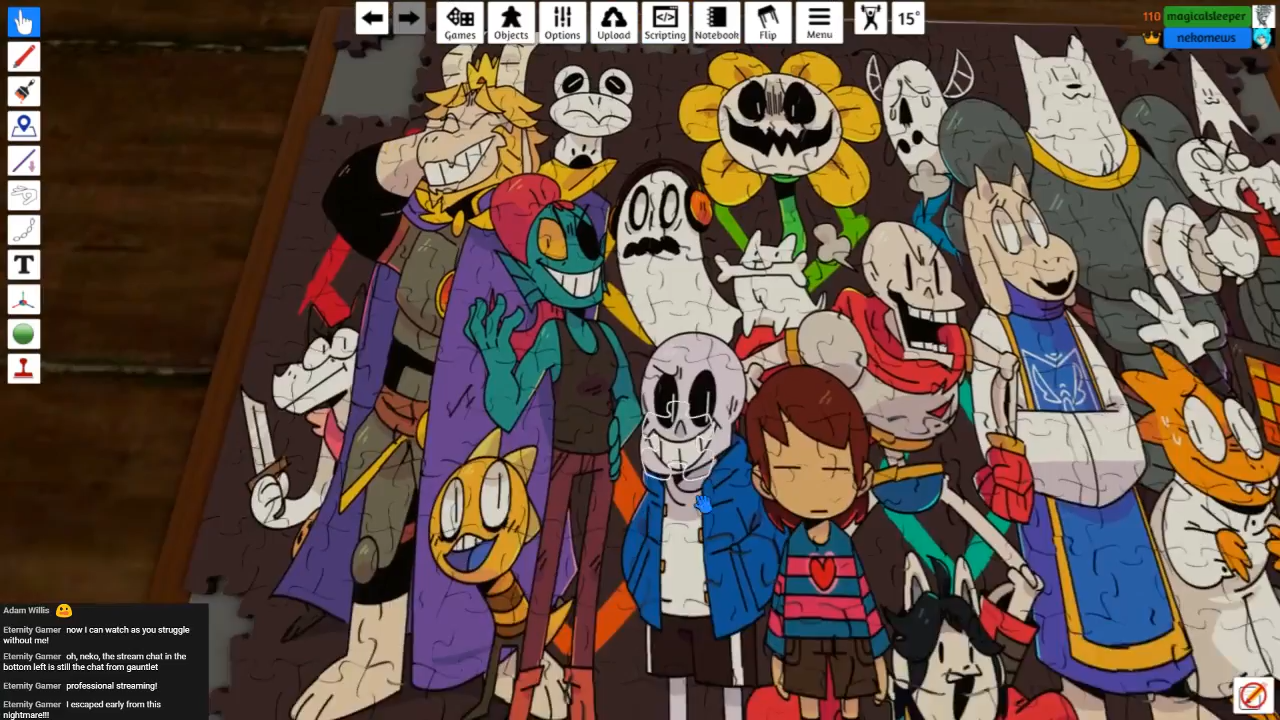 Games Objects Options Upload Scripting Notebook Flip Menu 15°
110 magicalsleeper
nekomews
T
Adam Willis
Eternity Gamer now I can watch as you struggle
without me!
Eternity Gamer oh, neko, the stream chat in the
bottom left is still the chat from gauntlet
Eternity Gamer professional streaming!
Eternity Gamer I escaped early from this
nightmare!!!